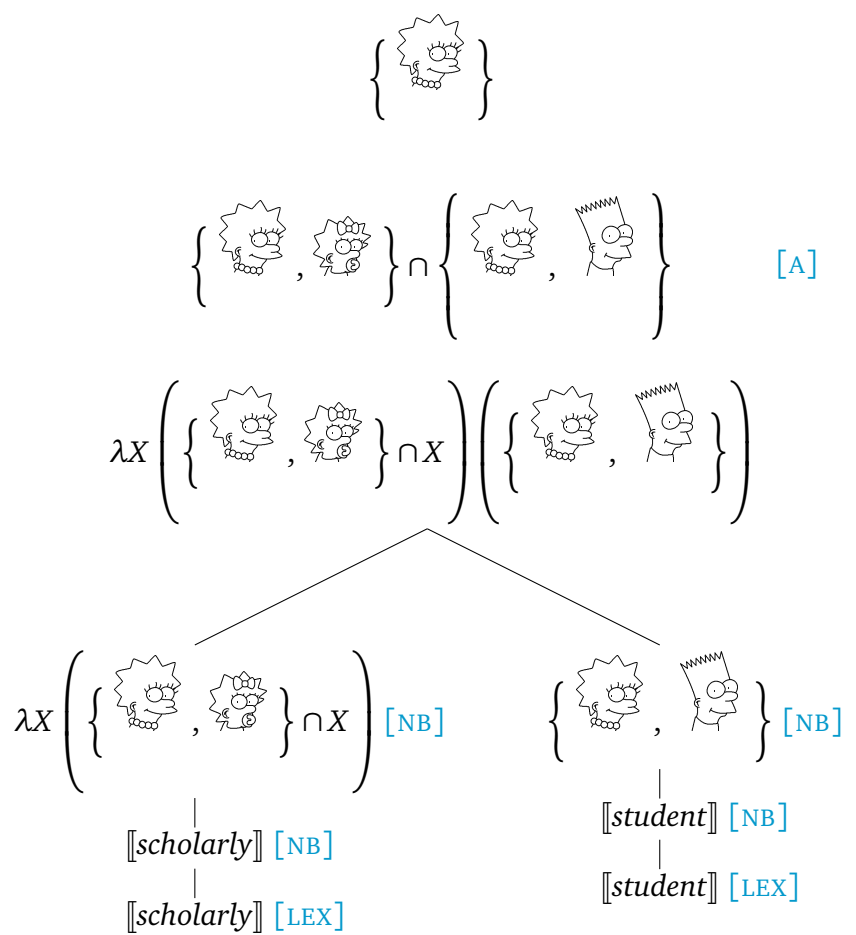 { }
{ , } ∩ { , } [A]
λX ( { , } ∩ X ) ( { , } )
λX ( { , } ∩ X ) [NB] { , } [NB]
⟦student⟧ [NB]
⟦scholarly⟧ [NB]
⟦student⟧ [LEX]
⟦scholarly⟧ [LEX]